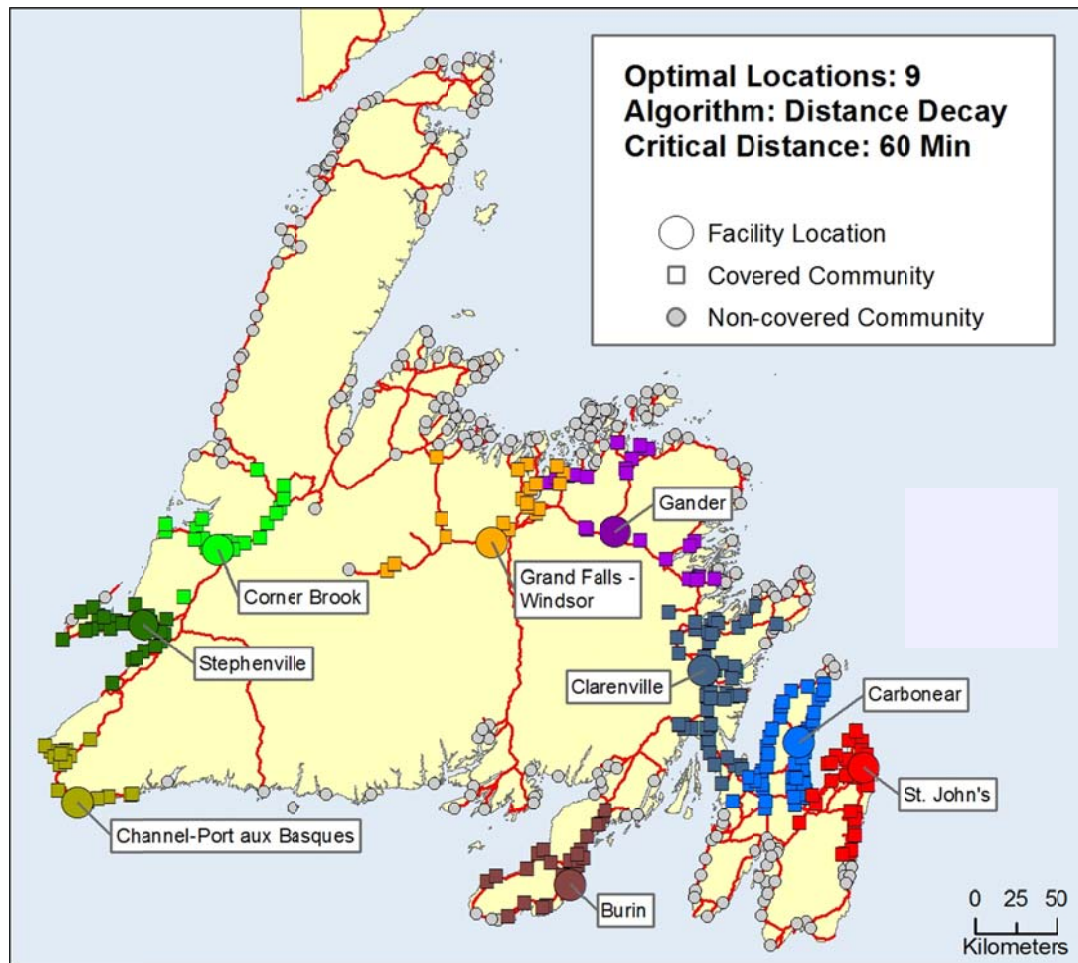 Optimal Locations: 9
Algorithm: Distance Decay
Critical Distance: 60 Min
Facility Location
Covered Community
Non-covered Community
Gander
Grand Falls -
Windsor
Corner Brook
Stephenville
Clarenville
Carbonear
St. John's
Channel-Port aux Basques
Burin
0 25 50
Kilometers